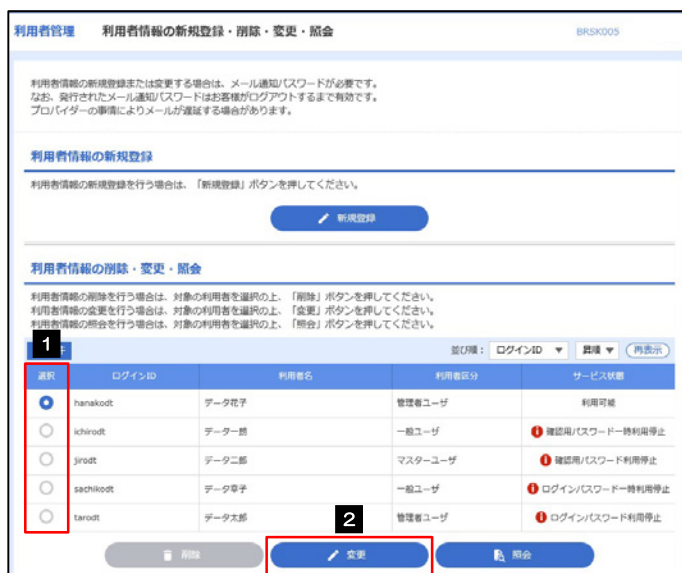 利用者管理 利用者情報の新規登録・削除・変更・照会 BRSK005
利用者情報の新規登録または変更する場合は、メール通知パスワードが必要です。
なお、発行されたメール通知パスワードはお客様がログアウトするまで有効です。
プロバイダーの事情によりメールが遅延する場合があります。
利用者情報の新規登録
利用者情報の新規登録を行う場合は、「新規登録」ボタンを押してください。
新規登録
利用者情報の削除・変更・照会
利用者情報の削除を行う場合は、対象の利用者を選択の上、「削除」ボタンを押してください。
利用者情報の変更を行う場合は、対象の利用者を選択の上、「変更」ボタンを押してください。
利用者情報の照会を行う場合は、対象の利用者を選択の上、「照会」ボタンを押してください。
1 件 並び順： ログインID ▼ 昇順 ▼ 再表示
選択 ログインID 利用者名 利用者区分 サービス状態
hanakodt データ花子 管理者ユーザ 利用可能
ichirodt データ一郎 一般ユーザ 確認用パスワード一時利用停止
jirodt データ二郎 マスターユーザ 確認用パスワード利用停止
sachikodt データ幸子 一般ユーザ ログインパスワード一時利用停止
tarodt データ太郎 管理者ユーザ ログインパスワード利用停止
2
削除 変更 照会